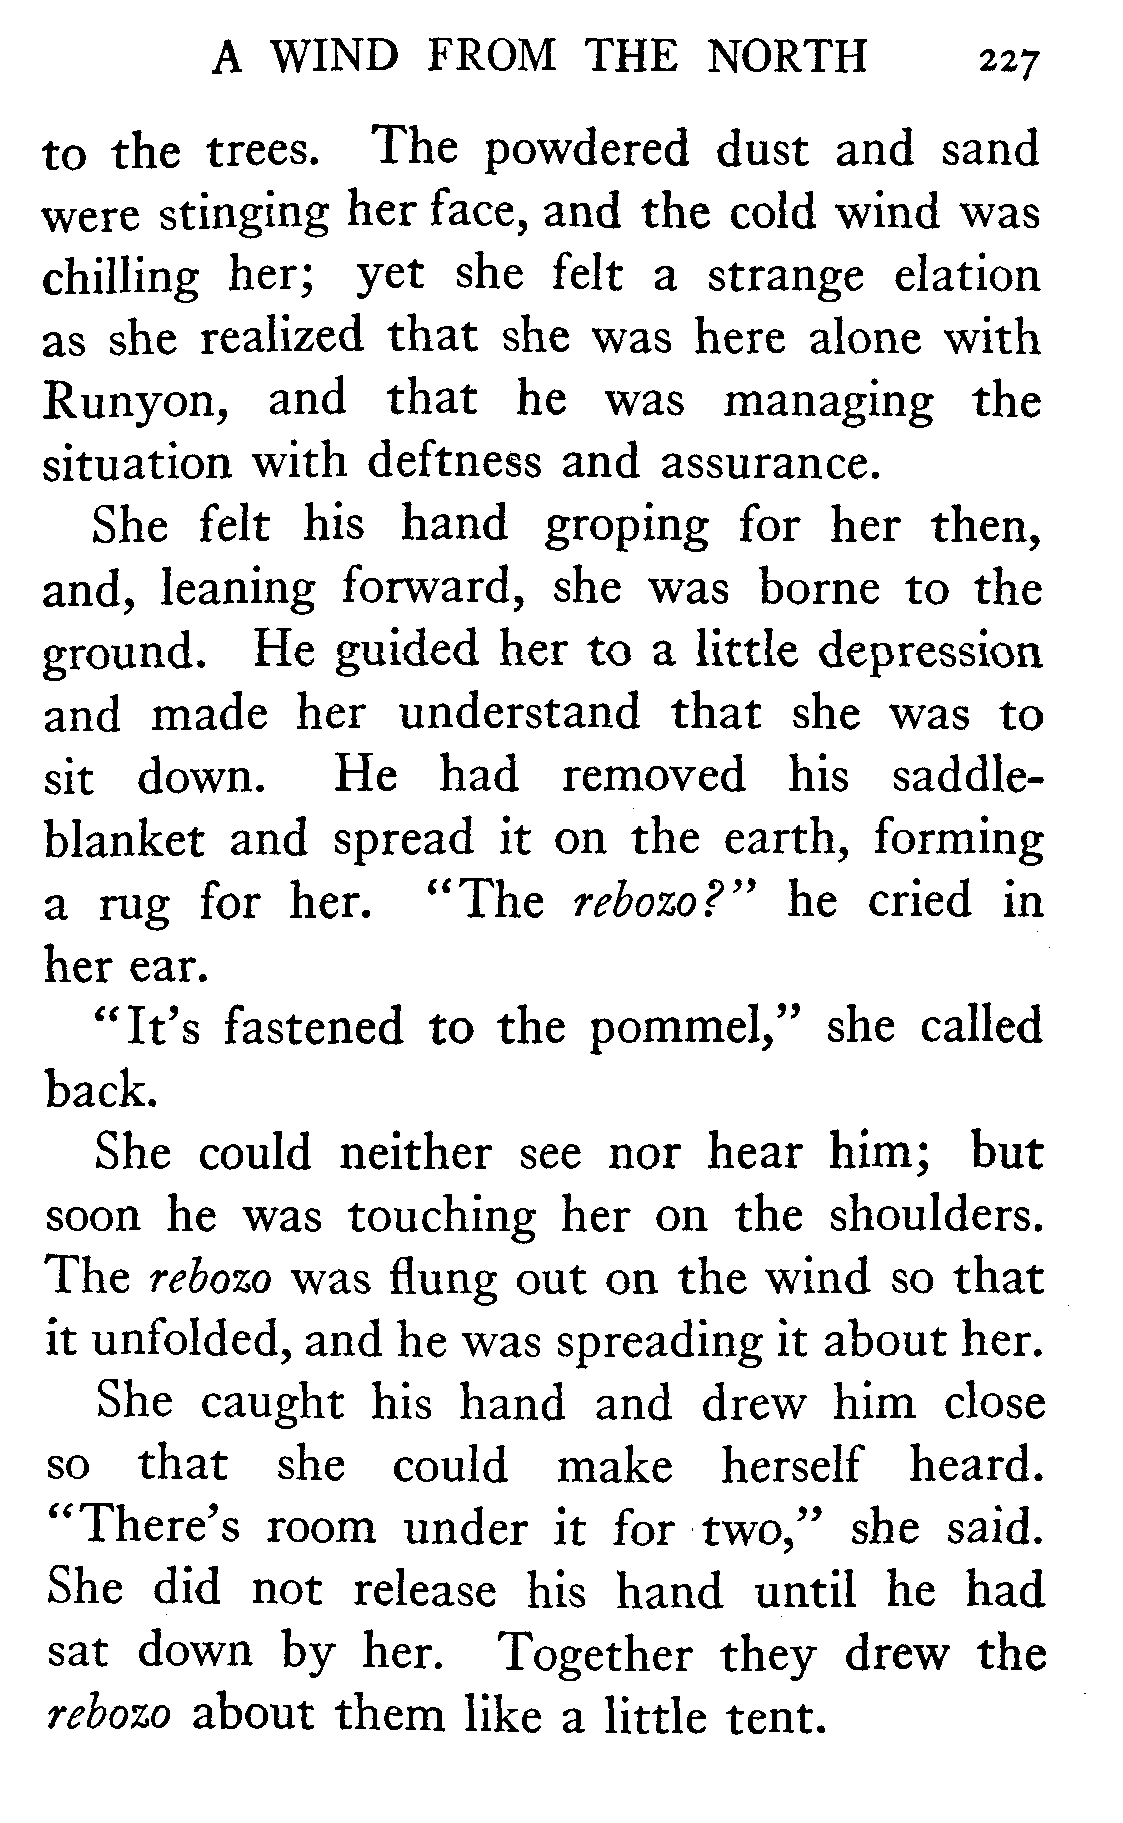 A WIND FROM THE NORTH 227
to the trees. The powdered dust and sand
were stinging her face, and the cold wind was
chilling her; yet she felt a strange elation
as she realized that she was here alone with
Runyon, and that he was managing the
situation with deftness and assurance.
She felt his hand groping for her then,
and, leaning forward, she was borne to the
ground. He guided her to a little depression
and made her understand that she was to
sit down. He had removed his saddle-
blanket and spread it on the earth, forming
a rug for her. “The rebozo?” he cried in
her ear.
“It’s fastened to the pommel,” she called
back.
She could neither see nor hear him; but
soon he was touching her on the shoulders.
The rebozo was flung out on the wind so that
it unfolded, and he was spreading it about her.
She caught his hand and drew him close
so that she could make herself heard.
“There’s room under it for two,” she said.
She did not release his hand until he had
sat down by her. Together they drew the
rebozo about them like a little tent.